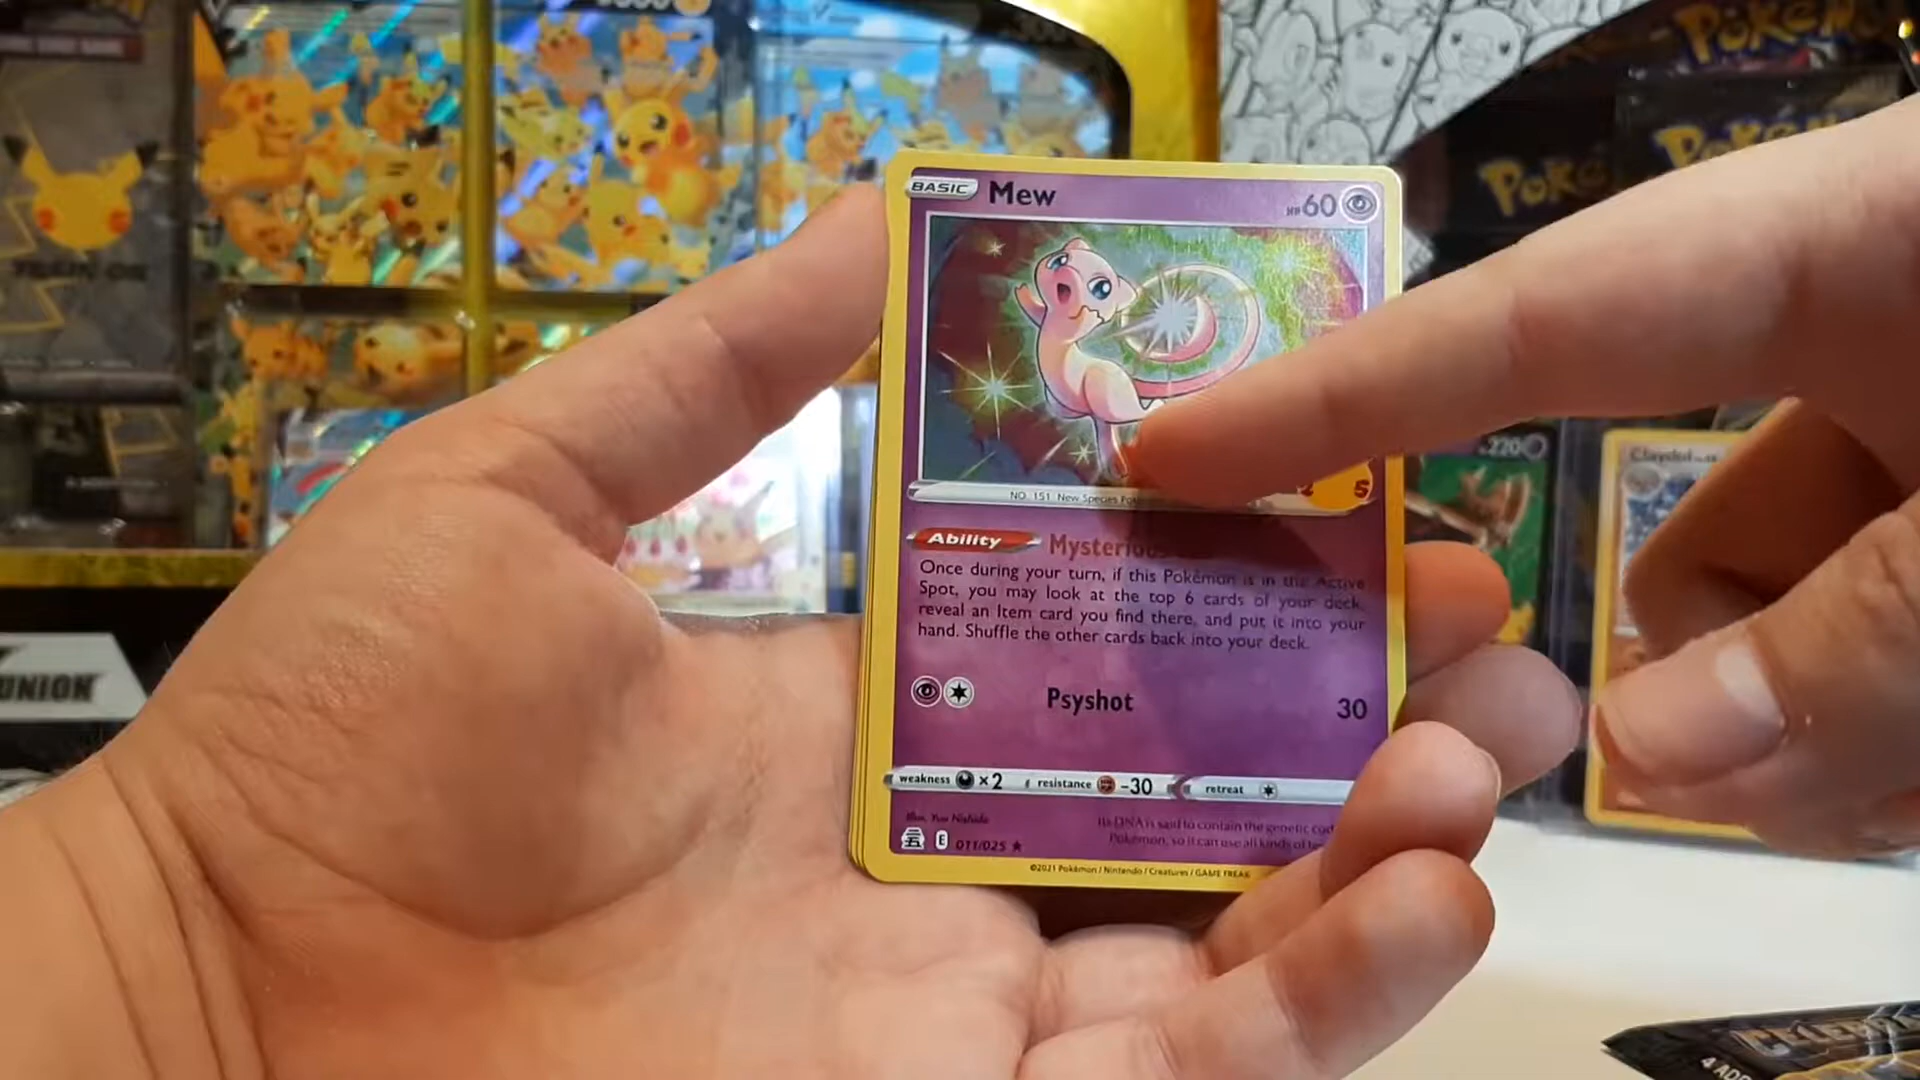 BASIC Mew HP60
NO. 151 New Species
5
Ability
Once during your turn, if this Pokémon is in the Active
Spot, you may look at the top 6 cards of your deck,
reveal an Item card you find there, and put it into your
hand. Shuffle the other cards back into your deck.
Psyshot 30
weakness ×2 resistance -30 retreat
Illus. Yuu Nishida
Its DNA is said to contain the genetic
Pokémon, so it can use all kinds of
E 011/025
©2021 Pokémon / Nintendo / Creatures / GAME FREAK
220
Claydol
UNION